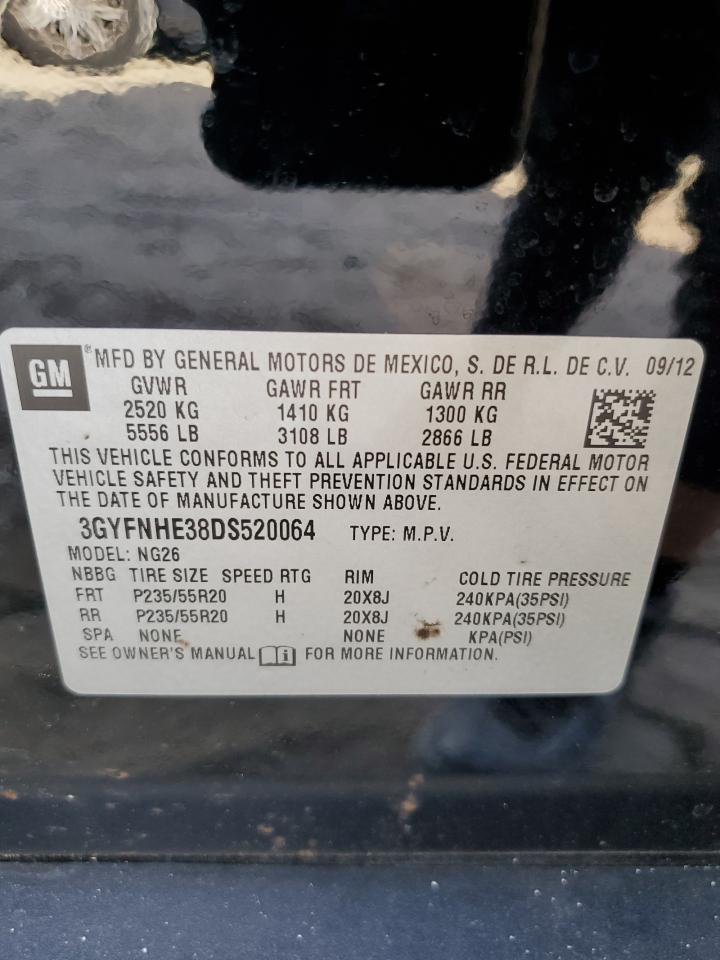 GM ® MFD BY GENERAL MOTORS DE MEXICO, S. DE R.L. DE C.V. 09/12
GVWR GAWR FRT GAWR RR
2520 KG 1410 KG 1300 KG
5556 LB 3108 LB 2866 LB
THIS VEHICLE CONFORMS TO ALL APPLICABLE U.S. FEDERAL MOTOR
VEHICLE SAFETY AND THEFT PREVENTION STANDARDS IN EFFECT ON
THE DATE OF MANUFACTURE SHOWN ABOVE.
3GYFNHE38DS520064 TYPE: M.P.V.
MODEL: NG26
NBBG TIRE SIZE SPEED RTG RIM COLD TIRE PRESSURE
FRT P235/55R20 H 20X8J 240KPA(35PSI)
RR P235/55R20 H 20X8J 240KPA(35PSI)
SPA NONE NONE KPA(PSI)
SEE OWNER'S MANUAL i FOR MORE INFORMATION.